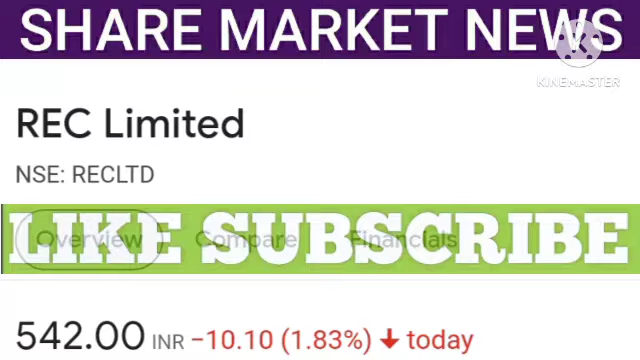 SHARE MARKET NEWS
KINEMASTER
REC Limited
NSE: RECLTD
LIKE SUBSCRIBE
Overview Compare Financials
542.00 INR −10.10 (1.83%) ↓ today